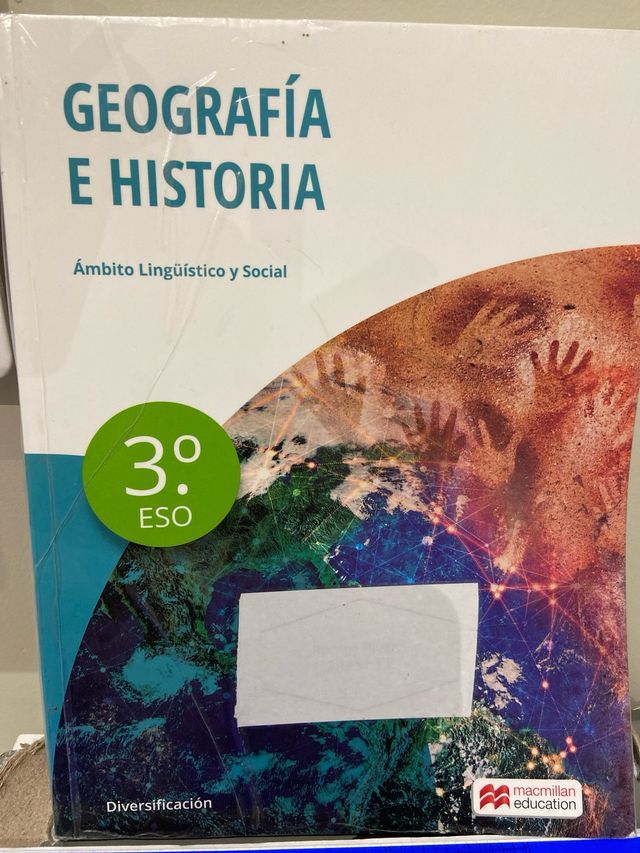 GEOGRAFÍA
E HISTORIA
Ámbito Lingüístico y Social
3.º
ESO
Diversificación
macmillan
education